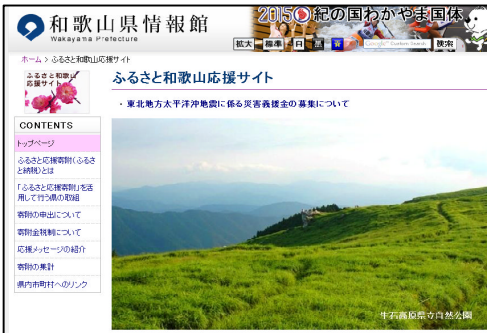 和歌山県情報館
Wakayama Prefecture
2015 紀の国わかやま国体
拡大 標準 白 黒 青
Google Custom Search 検索
ホーム > ふるさと和歌山応援サイト
ふるさと和歌山
応援サイト
CONTENTS
トップページ
ふるさと応援寄附(ふるさ
と納税)とは
「ふるさと応援寄附」を活
用して行う県の取組
寄附の申出について
寄附金税制について
応援メッセージの紹介
寄附の集計
県内市町村へのリンク
ふるさと和歌山応援サイト
・東北地方太平洋沖地震に係る災害義援金の募集について
生石高原県立自然公園